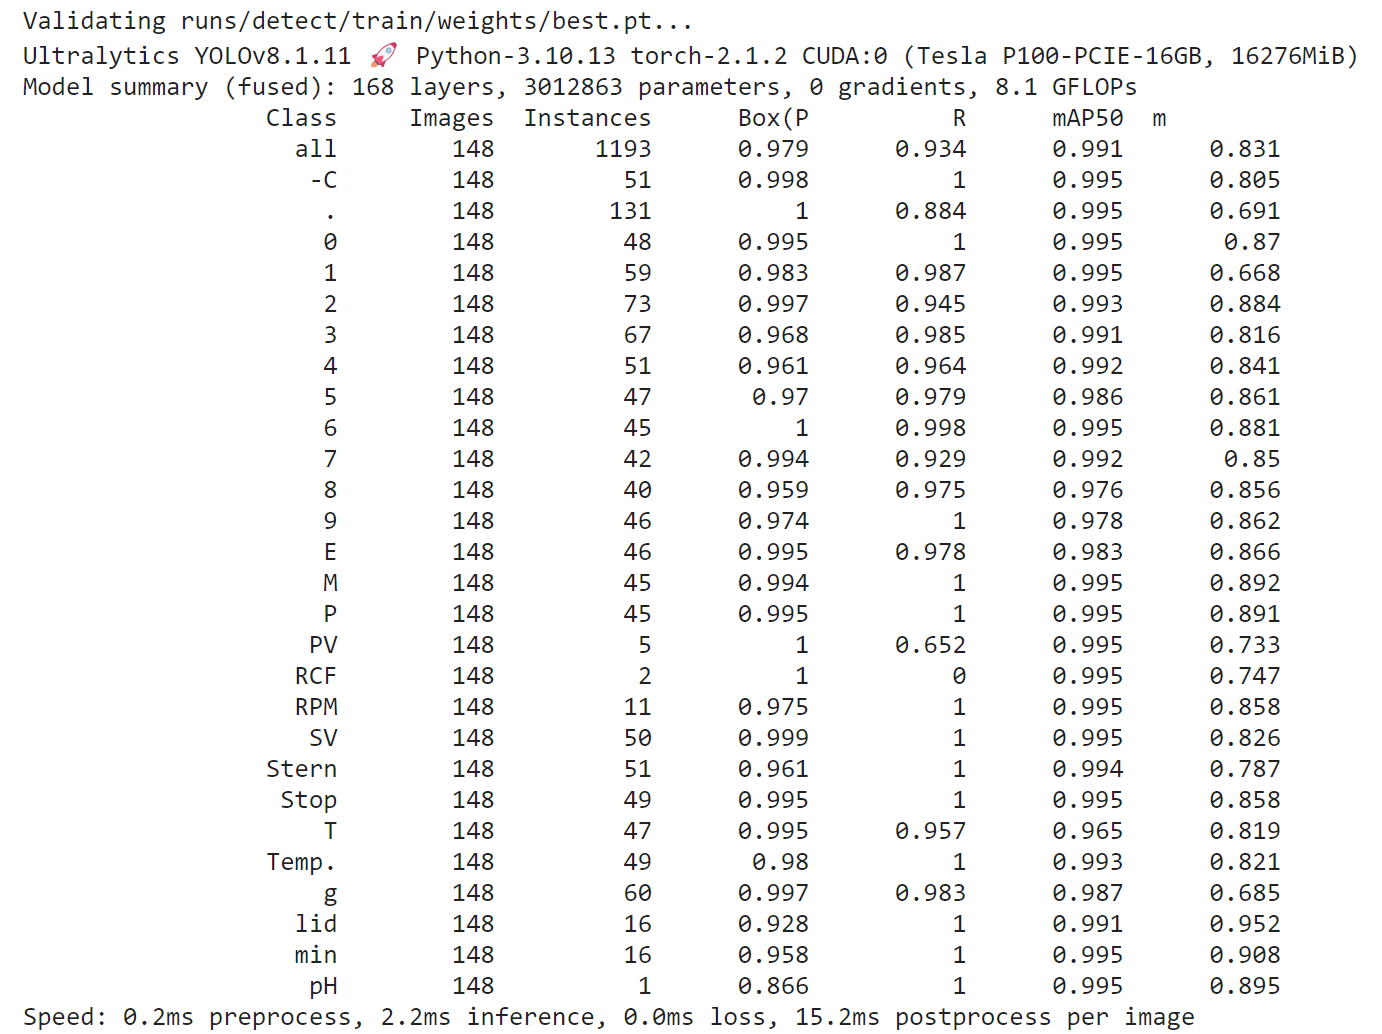 Validating runs/detect/train/weights/best.pt...
Ultralytics YOLOv8.1.11 🚀 Python-3.10.13 torch-2.1.2 CUDA:0 (Tesla P100-PCIE-16GB, 16276MiB)
Model summary (fused): 168 layers, 3012863 parameters, 0 gradients, 8.1 GFLOPs
Class Images Instances Box(P R mAP50 m
all 148 1193 0.979 0.934 0.991 0.831
-C 148 51 0.998 1 0.995 0.805
. 148 131 1 0.884 0.995 0.691
0 148 48 0.995 1 0.995 0.87
1 148 59 0.983 0.987 0.995 0.668
2 148 73 0.997 0.945 0.993 0.884
3 148 67 0.968 0.985 0.991 0.816
4 148 51 0.961 0.964 0.992 0.841
5 148 47 0.97 0.979 0.986 0.861
6 148 45 1 0.998 0.995 0.881
7 148 42 0.994 0.929 0.992 0.85
8 148 40 0.959 0.975 0.976 0.856
9 148 46 0.974 1 0.978 0.862
E 148 46 0.995 0.978 0.983 0.866
M 148 45 0.994 1 0.995 0.892
P 148 45 0.995 1 0.995 0.891
PV 148 5 1 0.652 0.995 0.733
RCF 148 2 1 0 0.995 0.747
RPM 148 11 0.975 1 0.995 0.858
SV 148 50 0.999 1 0.995 0.826
Stern 148 51 0.961 1 0.994 0.787
Stop 148 49 0.995 1 0.995 0.858
T 148 47 0.995 0.957 0.965 0.819
Temp. 148 49 0.98 1 0.993 0.821
g 148 60 0.997 0.983 0.987 0.685
lid 148 16 0.928 1 0.991 0.952
min 148 16 0.958 1 0.995 0.908
pH 148 1 0.866 1 0.995 0.895
Speed: 0.2ms preprocess, 2.2ms inference, 0.0ms loss, 15.2ms postprocess per image